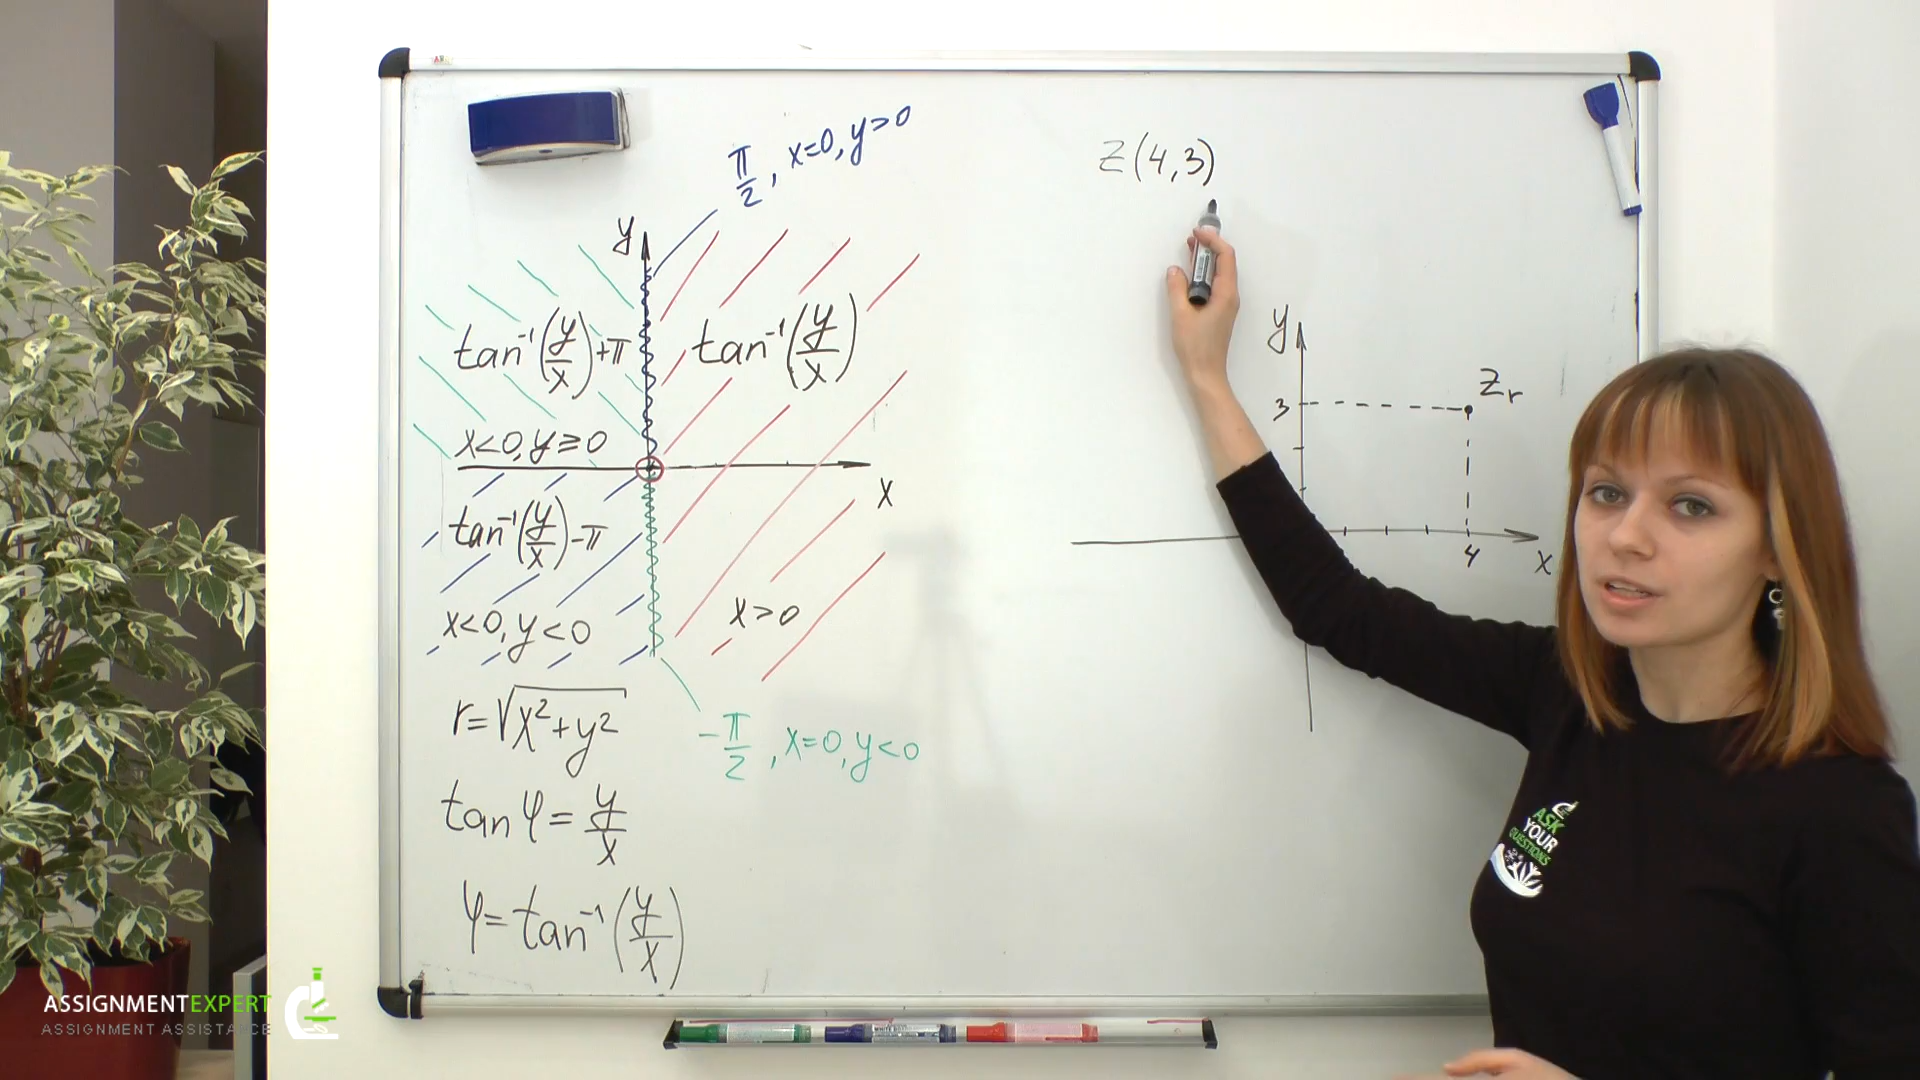 π/2, x=0, y>0
y
tan⁻¹(y/x)+π
tan⁻¹(y/x)
x<0, y≥0
x
tan⁻¹(y/x)-π
x<0, y<0
x>0
r=√x²+y²
-π/2, x=0, y<0
tan φ = y/x
φ= tan⁻¹(y/x)
Z(4,3)
y
3
Zr
4
x
ASK
YOUR
QUESTIONS
ASSIGNMENTEXPERT
ASSIGNMENT ASSISTANCE